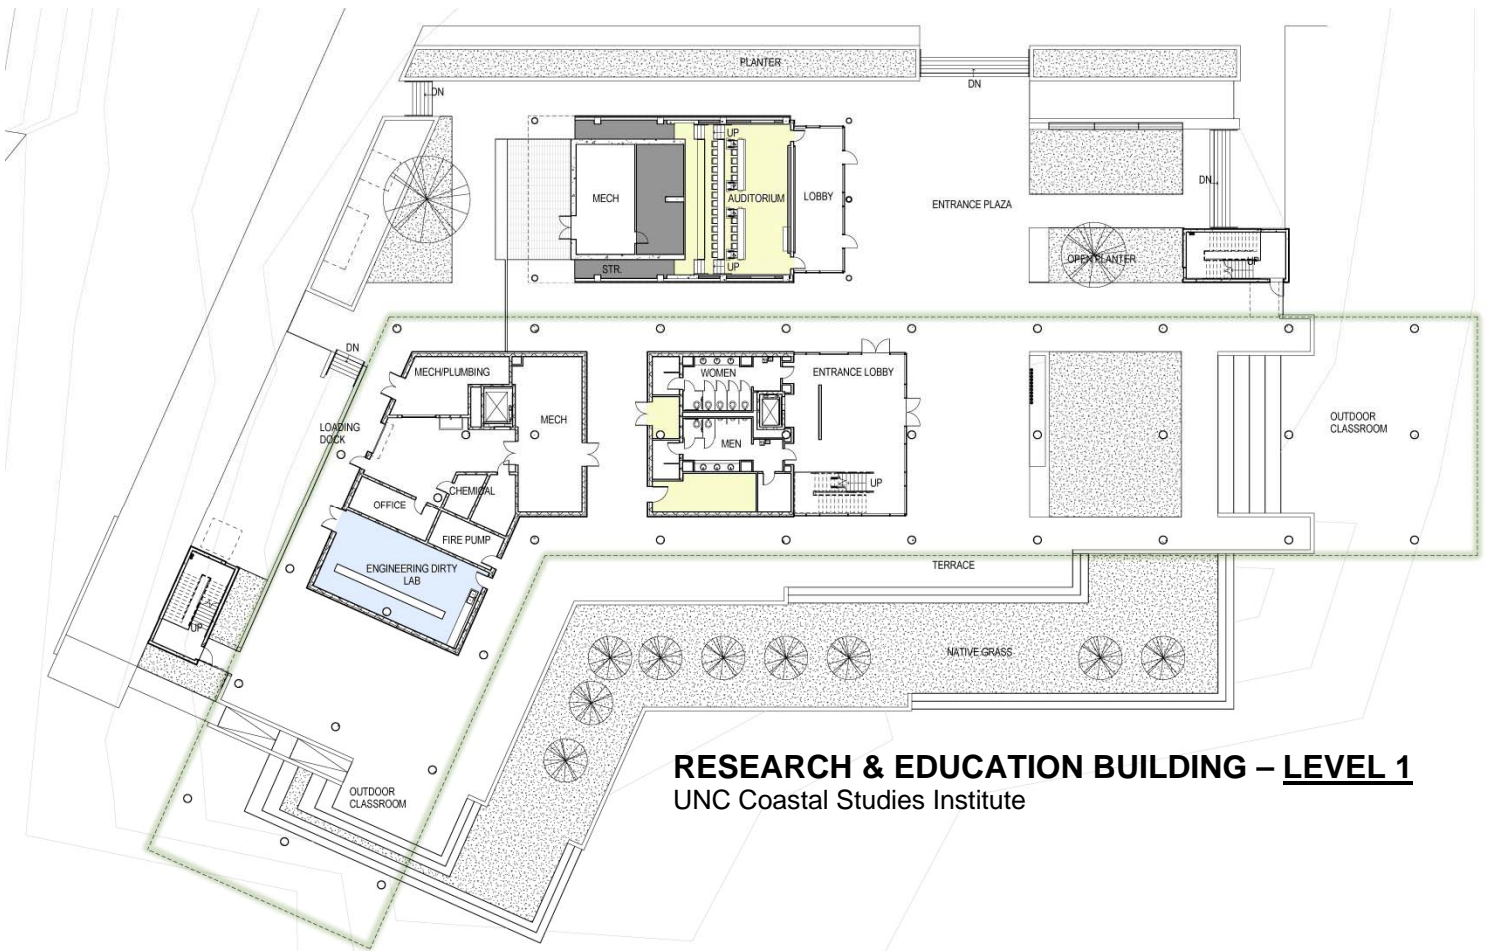 PLANTER
DN
DN
UP
MECH
AUDITORIUM
LOBBY
ENTRANCE PLAZA
DN
STR.
UP
OPEN PLANTER
UP
DN
MECH/PLUMBING
WOMEN
ENTRANCE LOBBY
MECH
LOADING
DOCK
OUTDOOR
CLASSROOM
MEN
CHEMICAL
UP
OFFICE
FIRE PUMP
ENGINEERING DIRTY
LAB
TERRACE
UP
NATIVE GRASS
OUTDOOR
CLASSROOM
RESEARCH & EDUCATION BUILDING – LEVEL 1
UNC Coastal Studies Institute